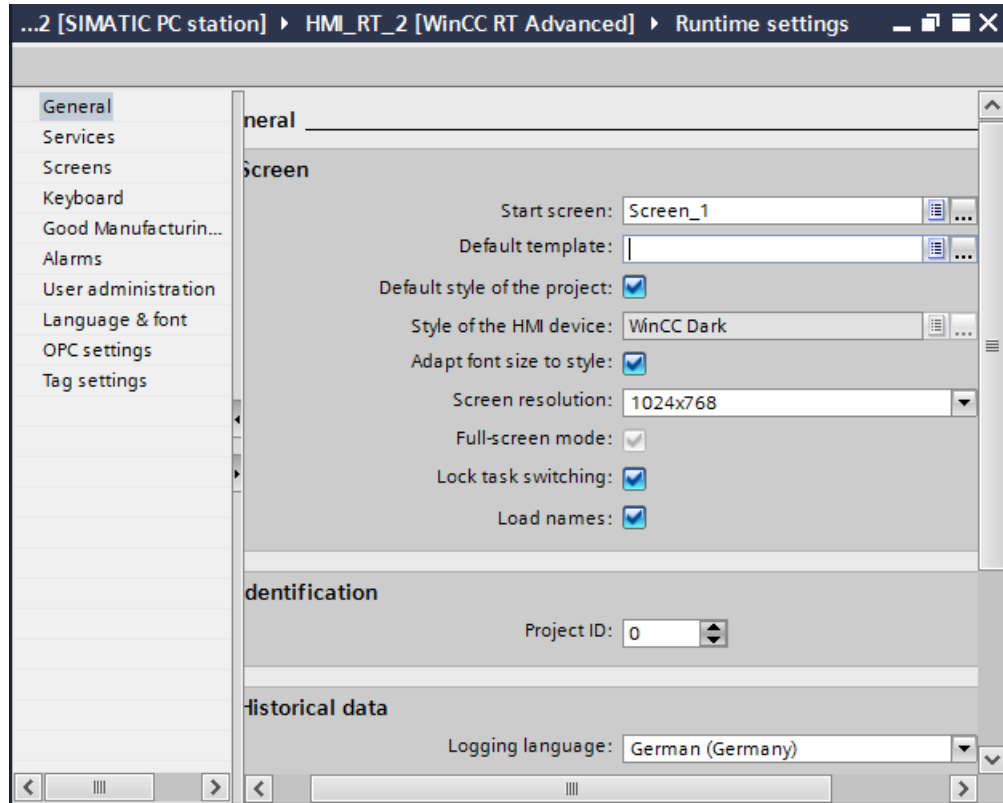 ...2 [SIMATIC PC station] ▸ HMI_RT_2 [WinCC RT Advanced] ▸ Runtime settings
General
Services
Screens
Keyboard
Good Manufacturin...
Alarms
User administration
Language & font
OPC settings
Tag settings
neral
Screen
Start screen: Screen_1
Default template:
Default style of the project:
Style of the HMI device: WinCC Dark
Adapt font size to style:
Screen resolution: 1024x768
Full-screen mode:
Lock task switching:
Load names:
dentification
Project ID: 0
Historical data
Logging language: German (Germany)